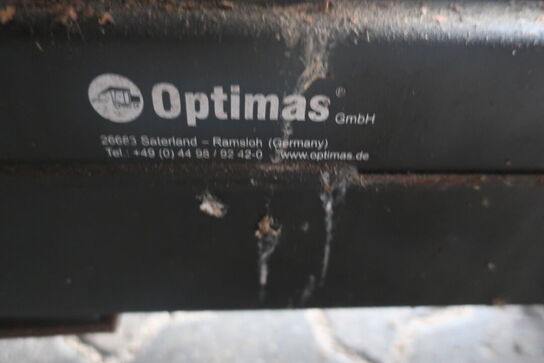 Optimas® GmbH
26683 Saterland – Ramsloh (Germany)
Tel.: +49 (0) 44 98 / 92 42-0 www.optimas.de